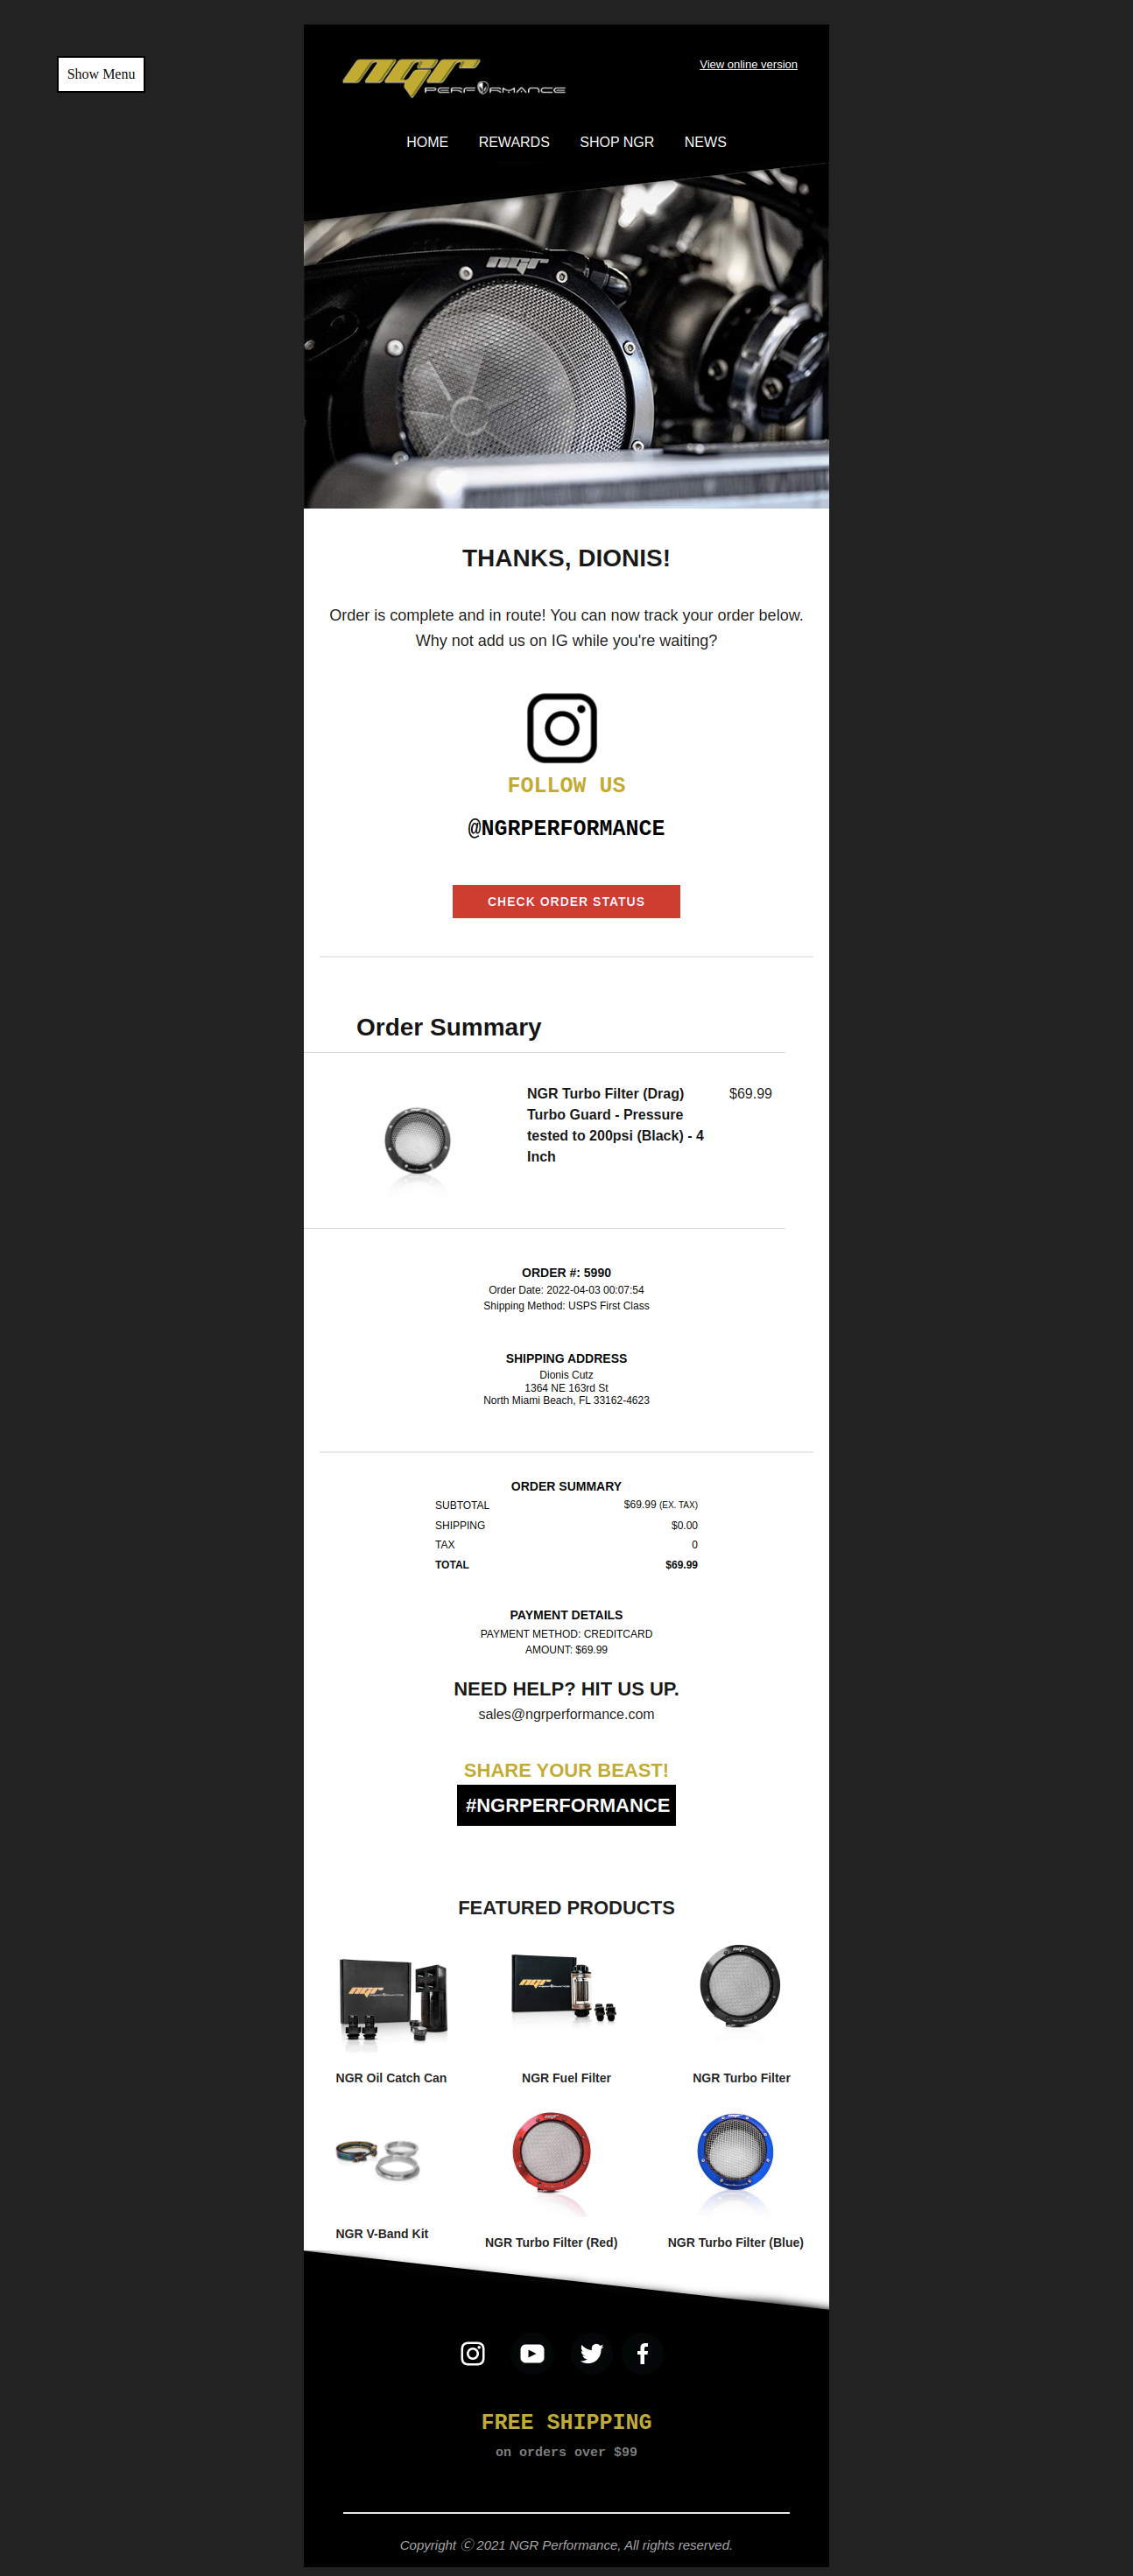 Show Menu
ngr
PERFORMANCE
View online version
HOME REWARDS SHOP NGR NEWS
ngr
THANKS, DIONIS!
Order is complete and in route! You can now track your order below.
Why not add us on IG while you're waiting?
FOLLOW US
@NGRPERFORMANCE
CHECK ORDER STATUS
Order Summary
NGR Turbo Filter (Drag) $69.99
Turbo Guard - Pressure
tested to 200psi (Black) - 4
Inch
ORDER #: 5990
Order Date: 2022-04-03 00:07:54
Shipping Method: USPS First Class
SHIPPING ADDRESS
Dionis Cutz
1364 NE 163rd St
North Miami Beach, FL 33162-4623
ORDER SUMMARY
SUBTOTAL $69.99 (EX. TAX)
SHIPPING $0.00
TAX 0
TOTAL $69.99
PAYMENT DETAILS
PAYMENT METHOD: CREDITCARD
AMOUNT: $69.99
NEED HELP? HIT US UP.
sales@ngrperformance.com
SHARE YOUR BEAST!
#NGRPERFORMANCE
FEATURED PRODUCTS
ngr
ngr
ngr
NGR Oil Catch Can NGR Fuel Filter NGR Turbo Filter
NGR V-Band Kit NGR Turbo Filter (Red) NGR Turbo Filter (Blue)
FREE SHIPPING
on orders over $99
Copyright Ⓒ 2021 NGR Performance, All rights reserved.